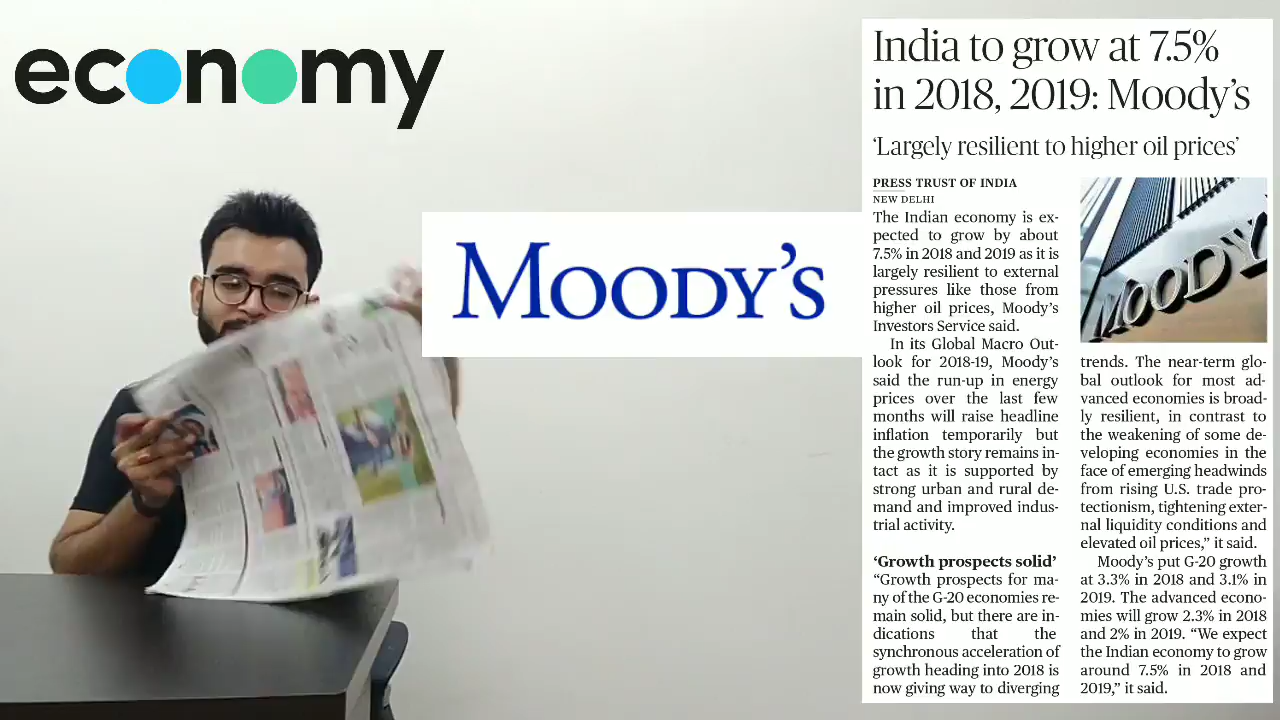 economy
MOODY'S
India to grow at 7.5%
in 2018, 2019: Moody's
‘Largely resilient to higher oil prices’
PRESS TRUST OF INDIA
NEW DELHI
The Indian economy is ex-
pected to grow by about
7.5% in 2018 and 2019 as it is
largely resilient to external
pressures like those from
higher oil prices, Moody's
Investors Service said.
In its Global Macro Out-
look for 2018-19, Moody's
said the run-up in energy
prices over the last few
months will raise headline
inflation temporarily but
the growth story remains in-
tact as it is supported by
strong urban and rural de-
mand and improved indus-
trial activity.
‘Growth prospects solid’
“Growth prospects for ma-
ny of the G-20 economies re-
main solid, but there are in-
dications that the
synchronous acceleration of
growth heading into 2018 is
now giving way to diverging
MOODY
trends. The near-term glo-
bal outlook for most ad-
vanced economies is broad-
ly resilient, in contrast to
the weakening of some de-
veloping economies in the
face of emerging headwinds
from rising U.S. trade pro-
tectionism, tightening exter-
nal liquidity conditions and
elevated oil prices,” it said.
Moody's put G-20 growth
at 3.3% in 2018 and 3.1% in
2019. The advanced econo-
mies will grow 2.3% in 2018
and 2% in 2019. “We expect
the Indian economy to grow
around 7.5% in 2018 and
2019,” it said.